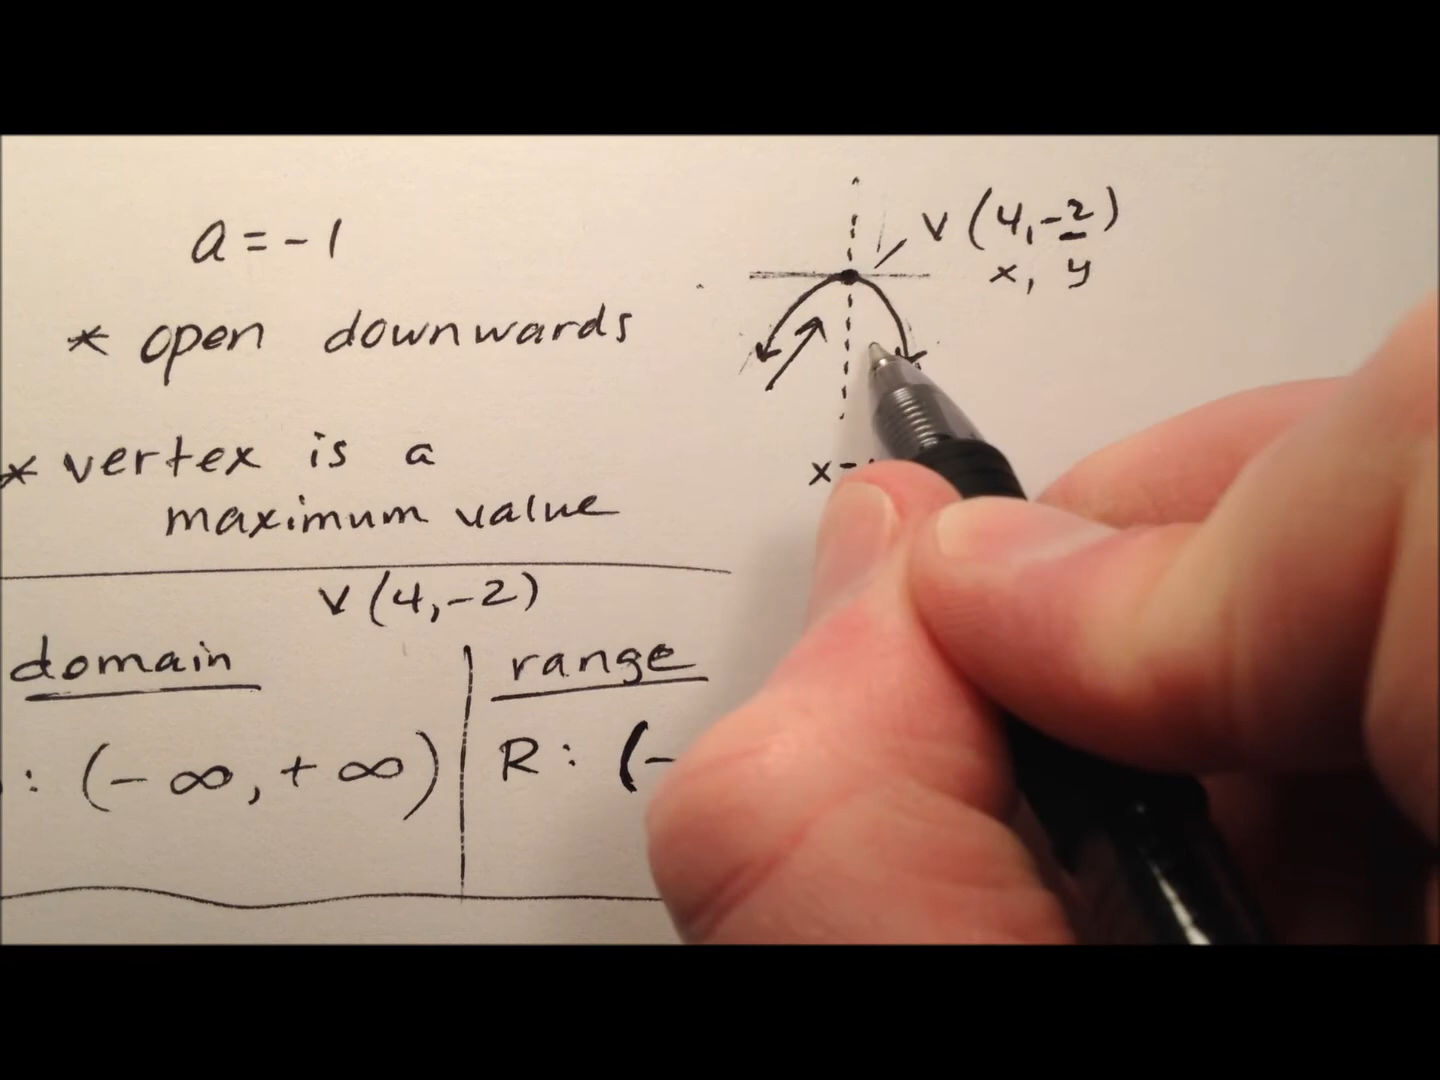 a = -1
* open downwards
* vertex is a
maximum value
V (4, -2)
x, y
x =
V (4, -2)
domain
: (-∞, +∞)
range
R: (-